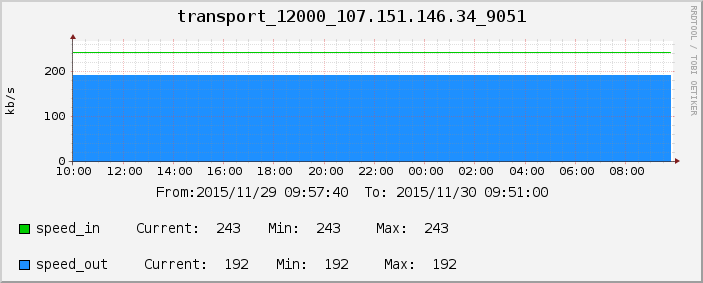 transport_12000_107.151.146.34_9051
RRDTOOL / TOBI OETIKER
kb/s
200
100
0
10:00 12:00 14:00 16:00 18:00 20:00 22:00 00:00 02:00 04:00 06:00 08:00
From:2015/11/29 09:57:40 To: 2015/11/30 09:51:00
speed_in Current: 243 Min: 243 Max: 243
speed_out Current: 192 Min: 192 Max: 192